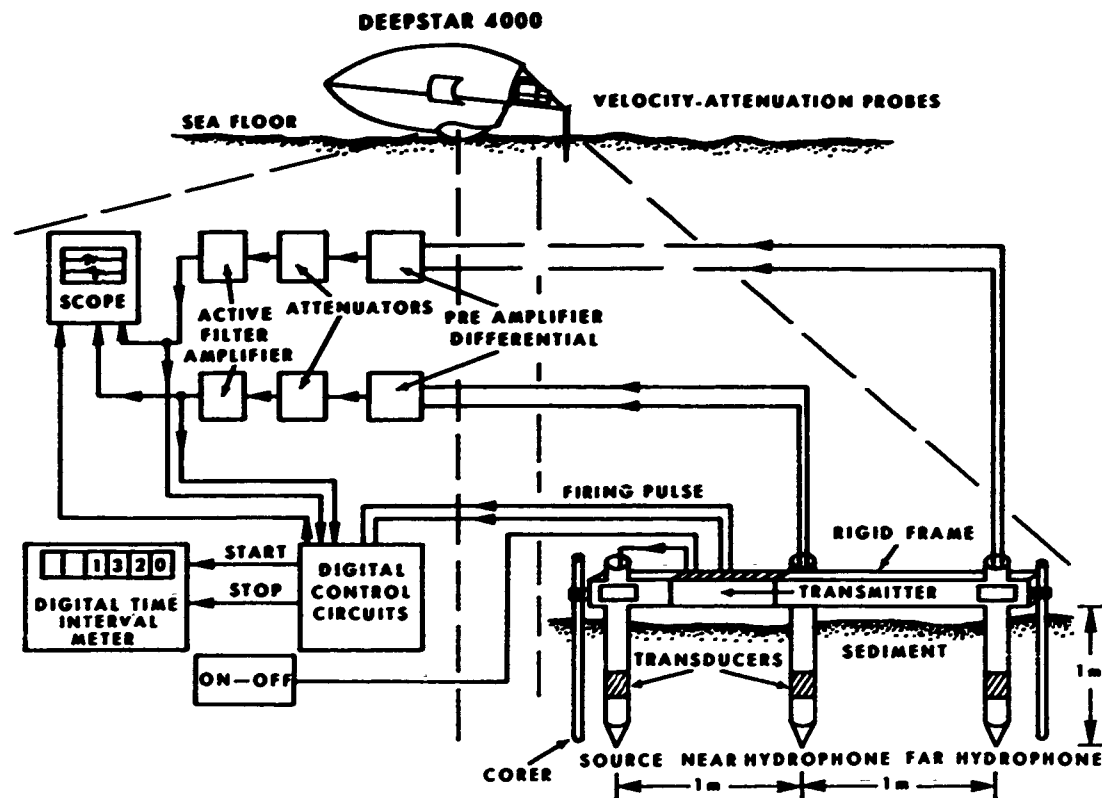 DEEPSTAR 4000
VELOCITY-ATTENUATION PROBES
SEA FLOOR
SCOPE
ACTIVE
FILTER
AMPLIFIER
ATTENUATORS
PRE AMPLIFIER
DIFFERENTIAL
FIRING PULSE
RIGID FRAME
START
STOP
1320
DIGITAL TIME
INTERVAL
METER
DIGITAL
CONTROL
CIRCUITS
TRANSMITTER
ON-OFF
TRANSDUCERS
SEDIMENT
1m
CORER
SOURCE NEAR HYDROPHONE FAR HYDROPHONE
1m 1m